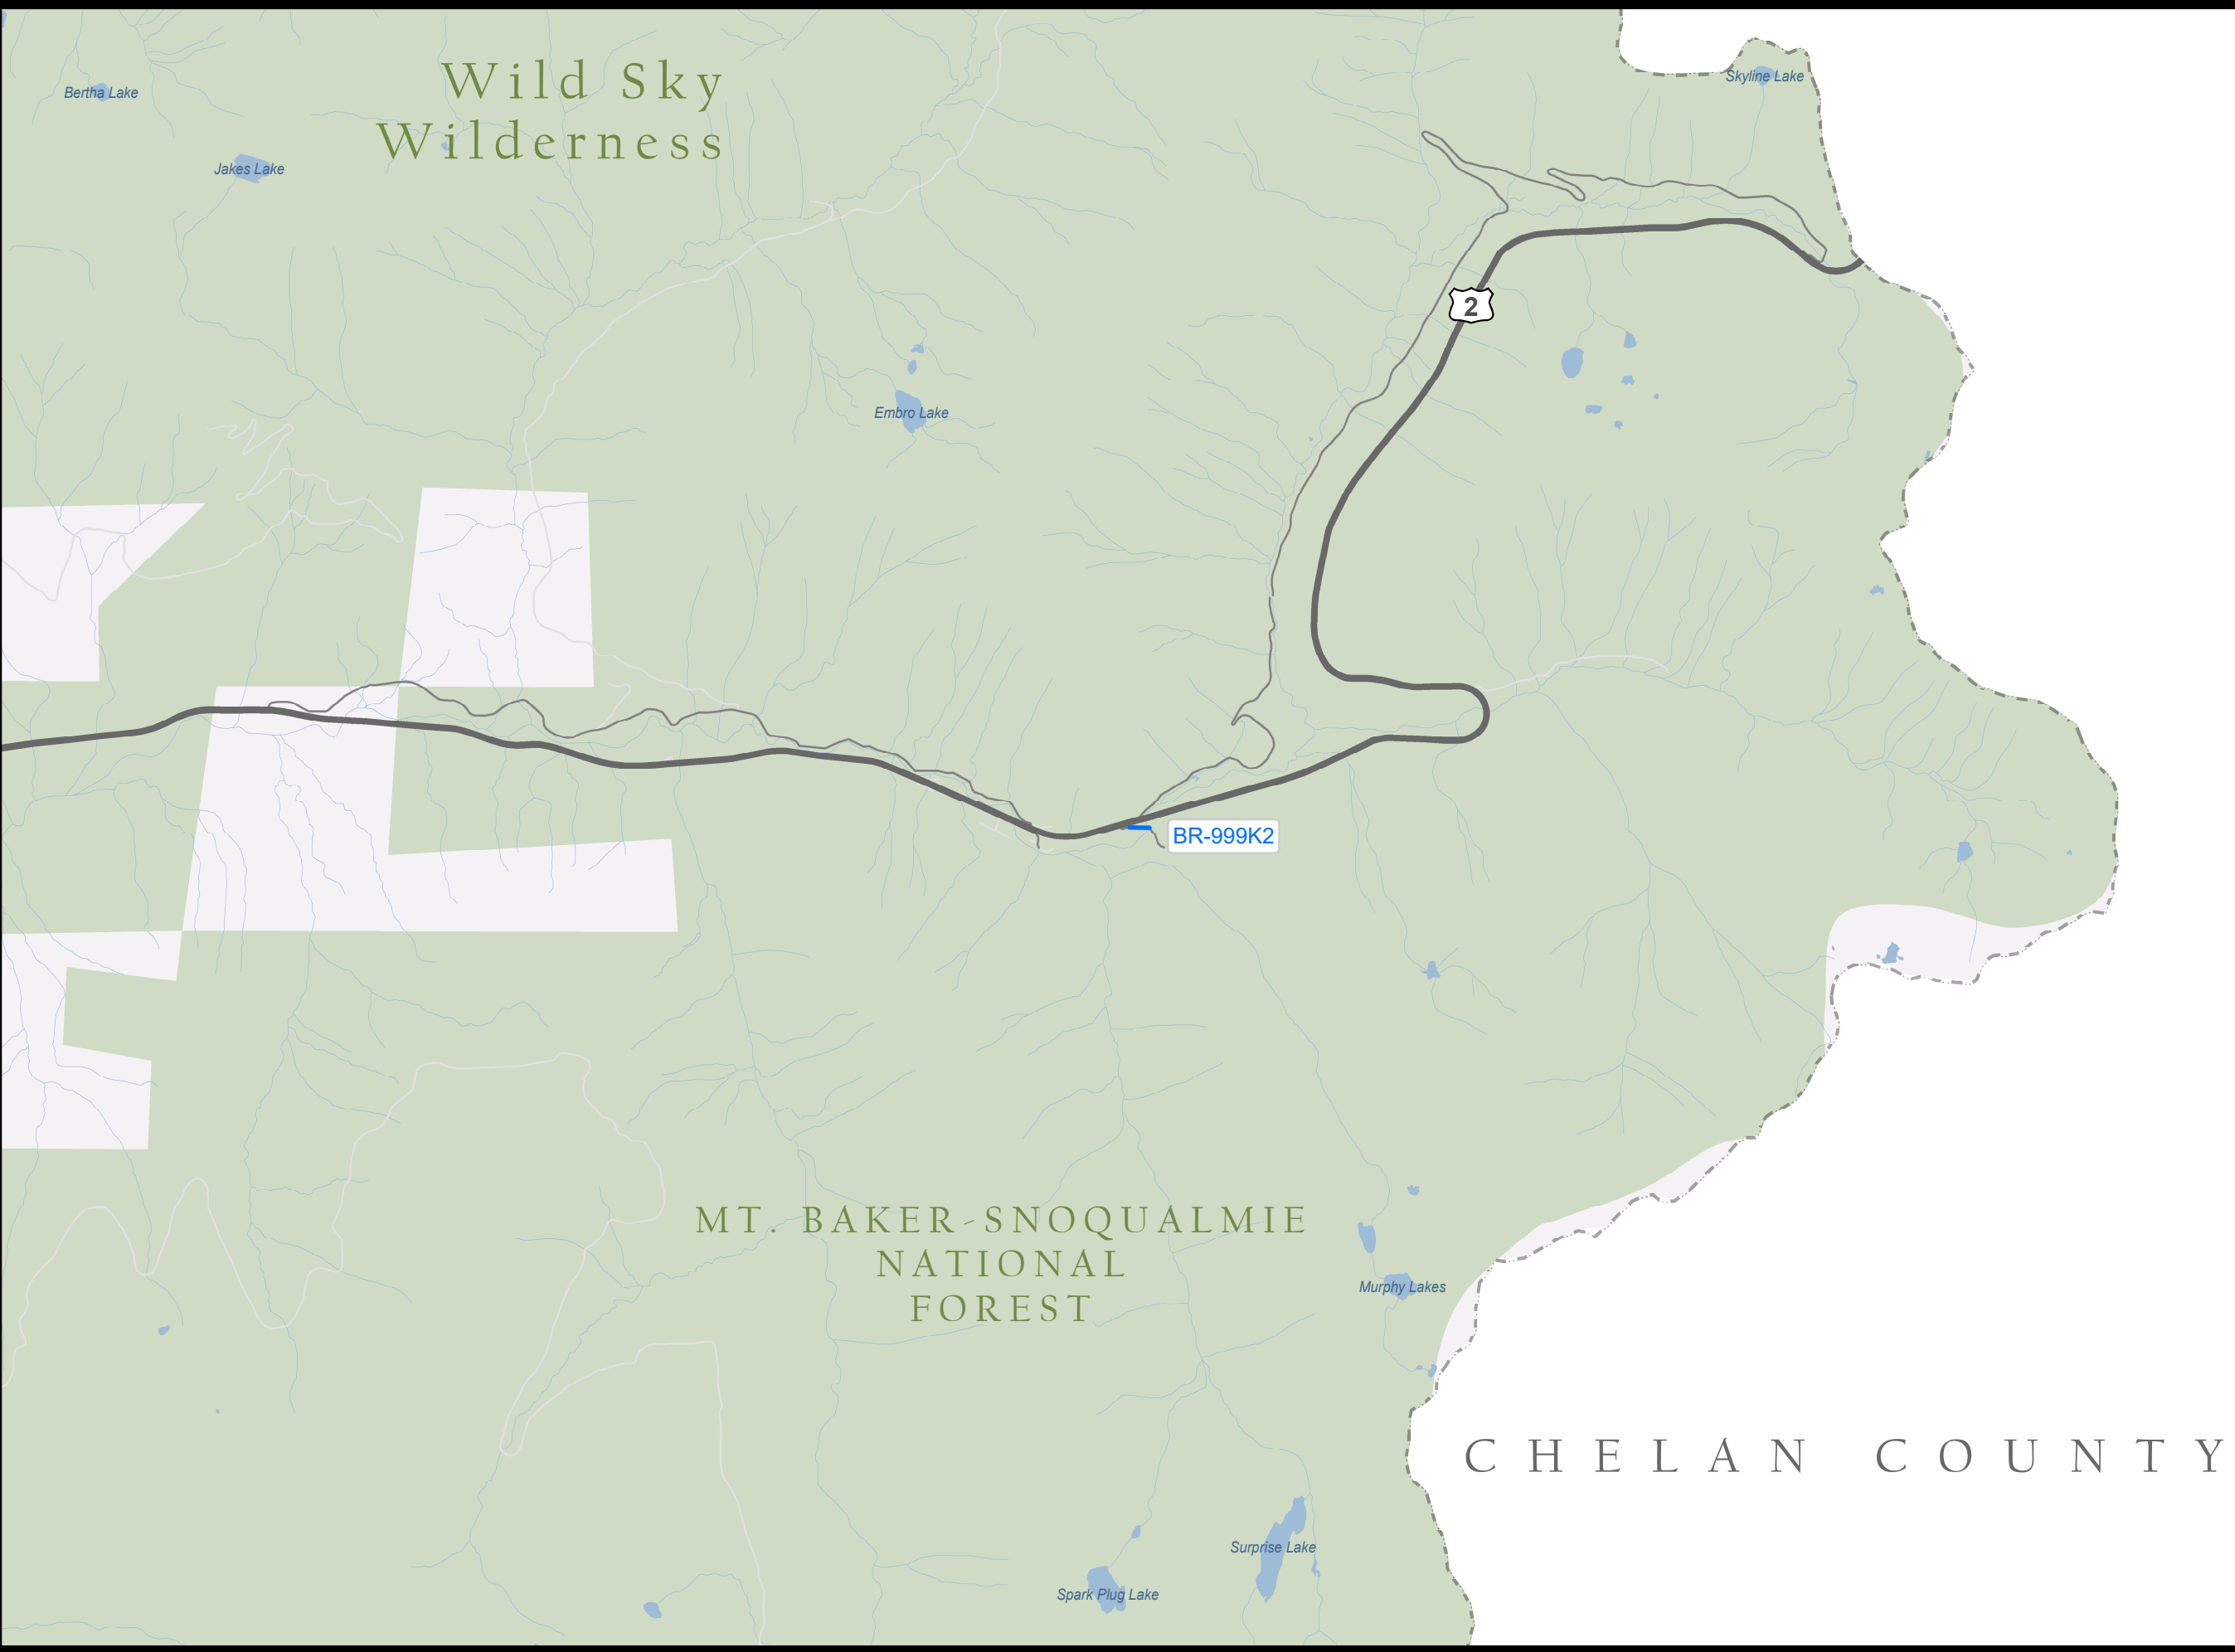 Wild Sky
Wilderness
Skyline Lake
Bertha Lake
Jakes Lake
2
Embro Lake
BR-999K2
MT. BAKER-SNOQUALMIE
NATIONAL
FOREST
Murphy Lakes
CHELAN COUNTY
Surprise Lake
Spark Plug Lake